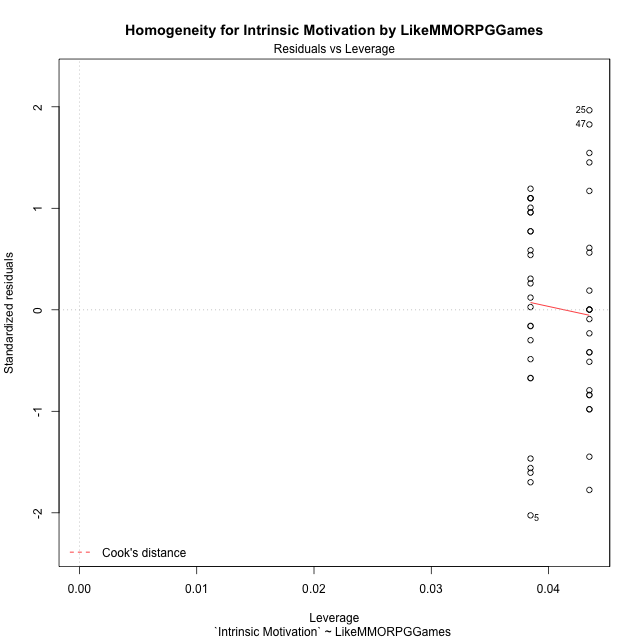 Homogeneity for Intrinsic Motivation by LikeMMORPGGames
Residuals vs Leverage
Standardized residuals
2
1
0
-1
-2
25
47
5
Cook's distance
0.00 0.01 0.02 0.03 0.04
Leverage
`Intrinsic Motivation` ~ LikeMMORPGGames